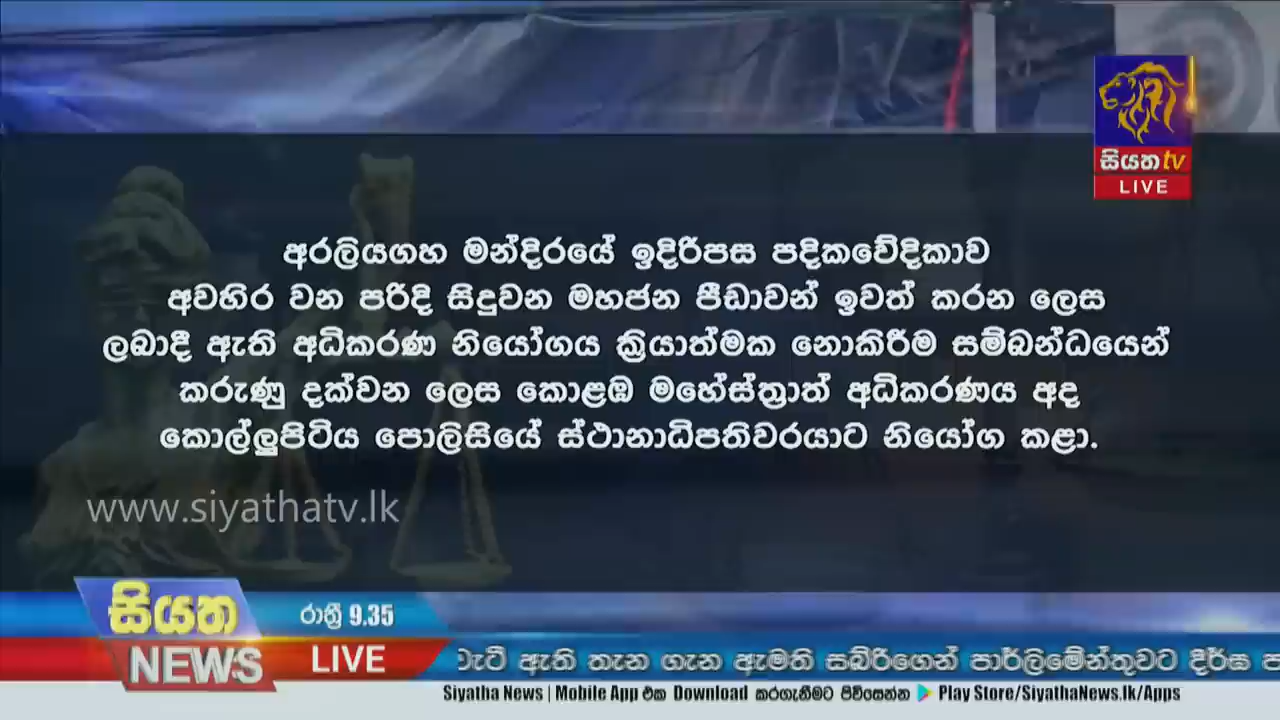 සියත tv
LIVE
අරලියගහ මන්දිරයේ ඉදිරිපස පදිකවේදිකාව
අවහිර වන පරිදි සිදුවන මහජන පීඩාවන් ඉවත් කරන ලෙස
ලබාදී ඇති අධිකරණ නියෝගය ක්‍රියාත්මක නොකිරීම සම්බන්ධයෙන්
කරුණු දක්වන ලෙස කොළඹ මහේස්ත්‍රාත් අධිකරණය අද
කොල්ලුපිටිය පොලිසියේ ස්ථානාධිපතිවරයාට නියෝග කළා.
www.siyathatv.lk
සියත
NEWS
රාත්‍රී 9.35
LIVE
ඇති තැන ගැන ඇමති සබ්රිගෙන් පාර්ලිමේන්තුවට දීර්ඝ
Siyatha News | Mobile App එක Download කරගැනීමට පිවිසෙන්න Play Store/SiyathaNews.lk/Apps